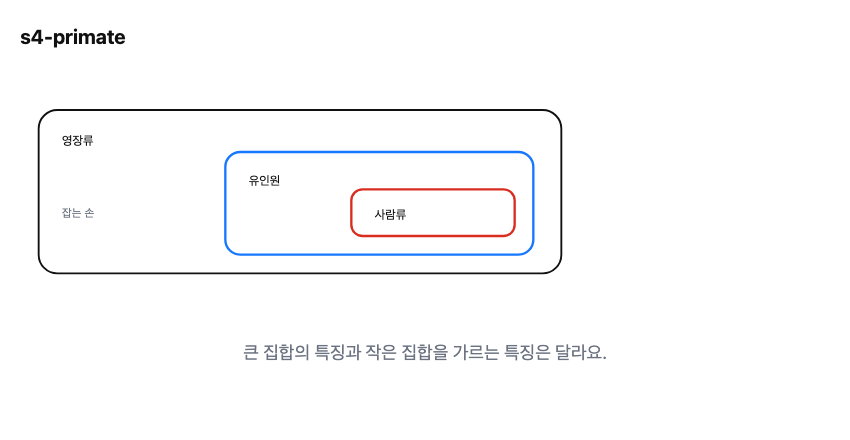 s4-primate
영장류
유인원
잡는 손
사람류
큰 집합의 특징과 작은 집합을 가르는 특징은 달라요.